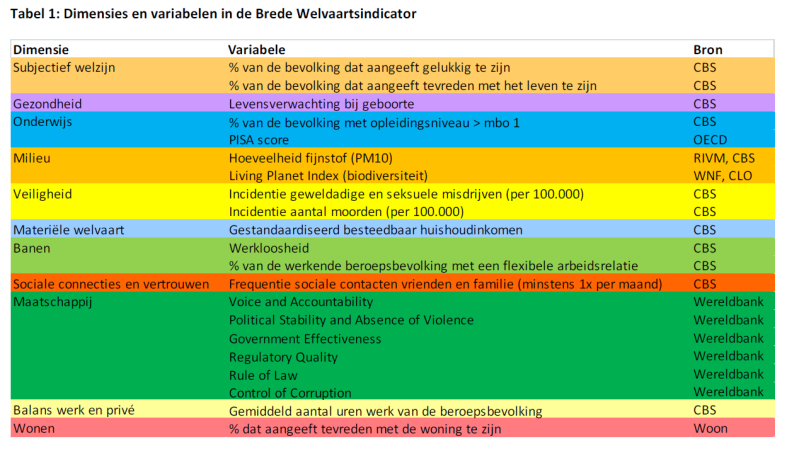 Tabel 1: Dimensies en variabelen in de Brede Welvaartsindicator
Dimensie Variabele Bron
Subjectief welzijn % van de bevolking dat aangeeft gelukkig te zijn CBS
% van de bevolking dat aangeeft tevreden met het leven te zijn CBS
Gezondheid Levensverwachting bij geboorte CBS
Onderwijs % van de bevolking met opleidingsniveau > mbo 1 CBS
PISA score OECD
Milieu Hoeveelheid fijnstof (PM10) RIVM, CBS
Living Planet Index (biodiversiteit) WNF, CLO
Veiligheid Incidentie geweldadige en seksuele misdrijven (per 100.000) CBS
Incidentie aantal moorden (per 100.000) CBS
Materiële welvaart Gestandaardiseerd besteedbaar huishoudinkomen CBS
Banen Werkloosheid CBS
% van de werkende beroepsbevolking met een flexibele arbeidsrelatie CBS
Sociale connecties en vertrouwen Frequentie sociale contacten vrienden en familie (minstens 1x per maand) CBS
Maatschappij Voice and Accountability Wereldbank
Political Stability and Absence of Violence Wereldbank
Government Effectiveness Wereldbank
Regulatory Quality Wereldbank
Rule of Law Wereldbank
Control of Corruption Wereldbank
Balans werk en privé Gemiddeld aantal uren werk van de beroepsbevolking CBS
Wonen % dat aangeeft tevreden met de woning te zijn Woon